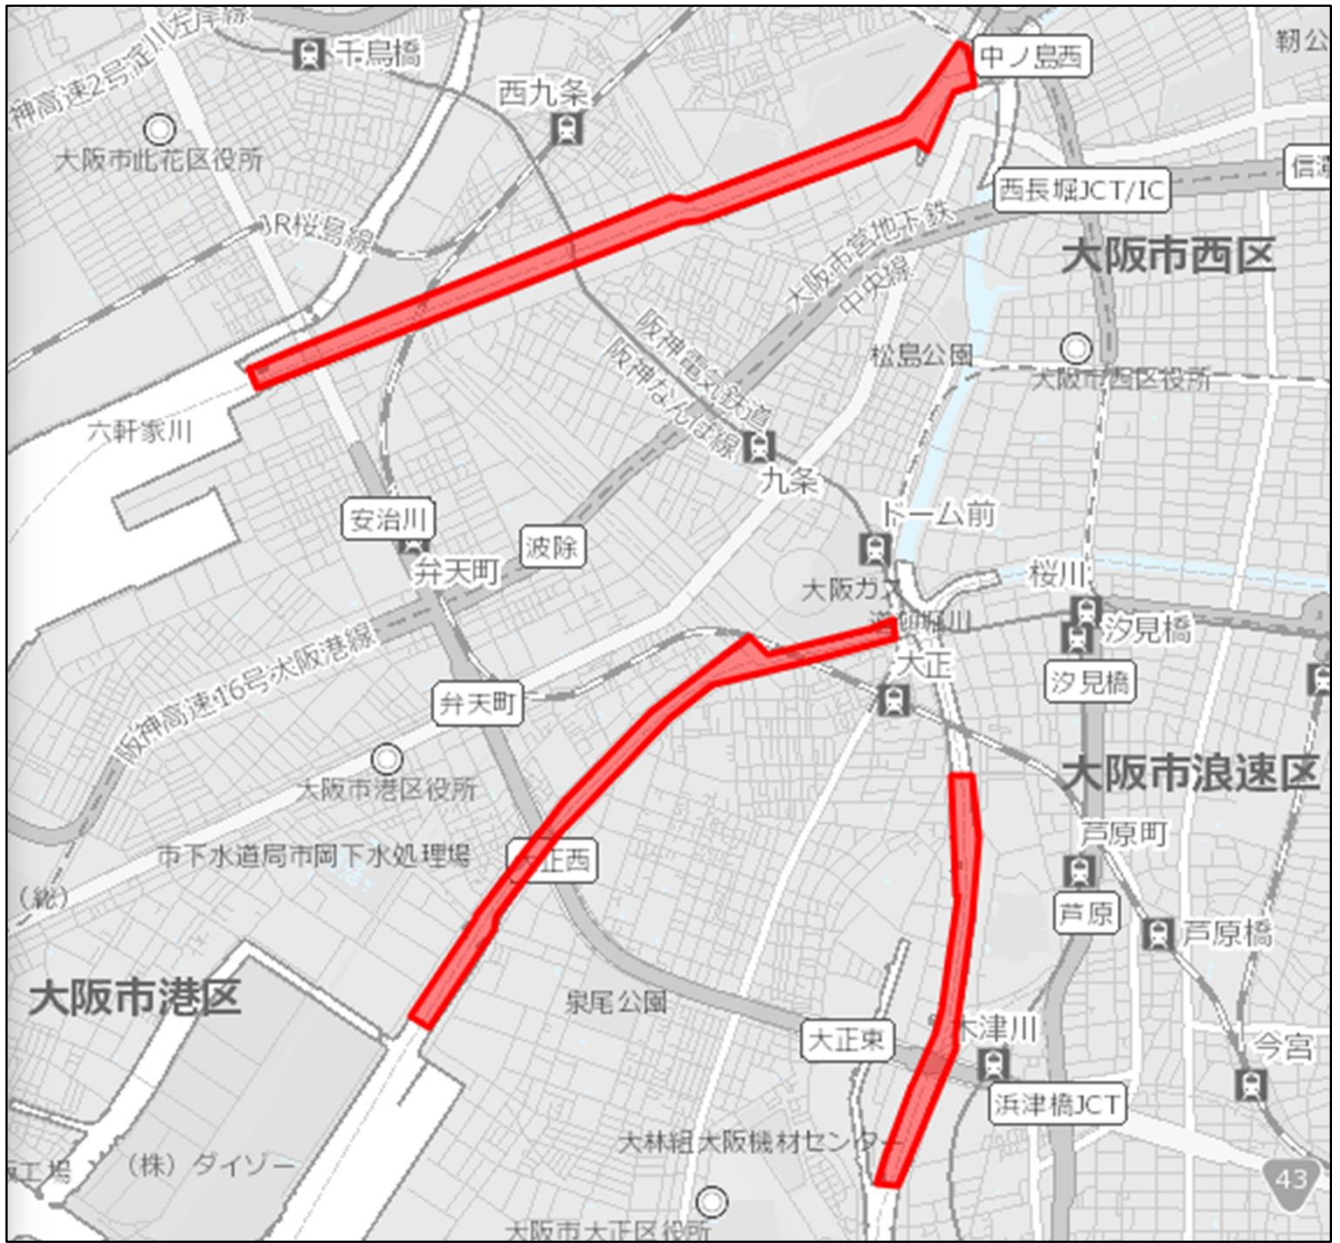 神高速2号淀川左岸線
千鳥橋
中ノ島西
靭公
西九条
大阪市此花区役所
西長堀JCT/IC
信濃
JR桜島線
大阪市営地下鉄
中央線
大阪市西区
阪神電気鉄道
阪神なんば線
松島公園
大阪市西区役所
六軒家川
九条
安治川
ドーム前
波除
弁天町
大阪ガス
桜川
道頓堀川
汐見橋
阪神高速16号大阪港線
大正
汐見橋
弁天町
大阪市港区役所
大阪市浪速区
芦原町
市下水道局市岡下水処理場
大正西
(総)
芦原
芦原橋
大阪市港区
泉尾公園
大正東
木津川
今宮
浜津橋JCT
大林組大阪機材センター
工場
(株)ダイゾー
43
大阪市大正区役所